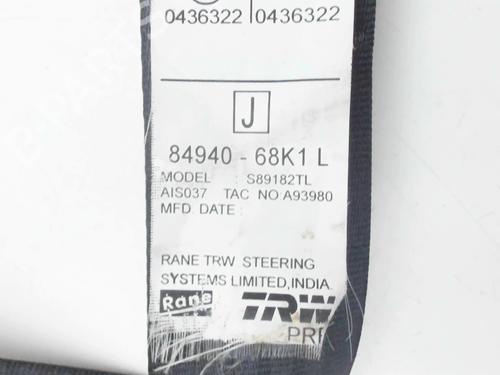 0436322 0436322
J
84940 - 68K1 L
MODEL : S89182TL
AIS037 TAC NO A93980
MFD. DATE :
RANE TRW STEERING
SYSTEMS LIMITED,INDIA.
Rane TRW